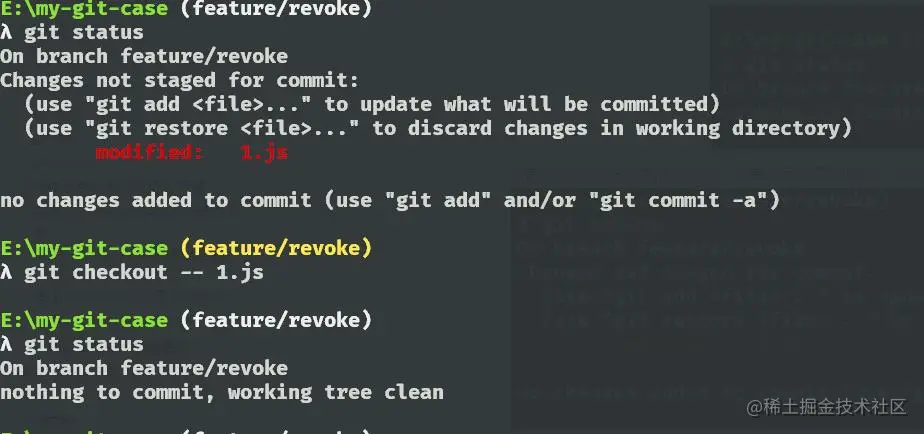 E:\my-git-case (feature/revoke)
λ git status
On branch feature/revoke
Changes not staged for commit:
  (use "git add <file>..." to update what will be committed)
  (use "git restore <file>..." to discard changes in working directory)
        modified:   1.js
no changes added to commit (use "git add" and/or "git commit -a")
E:\my-git-case (feature/revoke)
λ git checkout -- 1.js
E:\my-git-case (feature/revoke)
λ git status
On branch feature/revoke
nothing to commit, working tree clean
@稀土掘金技术社区